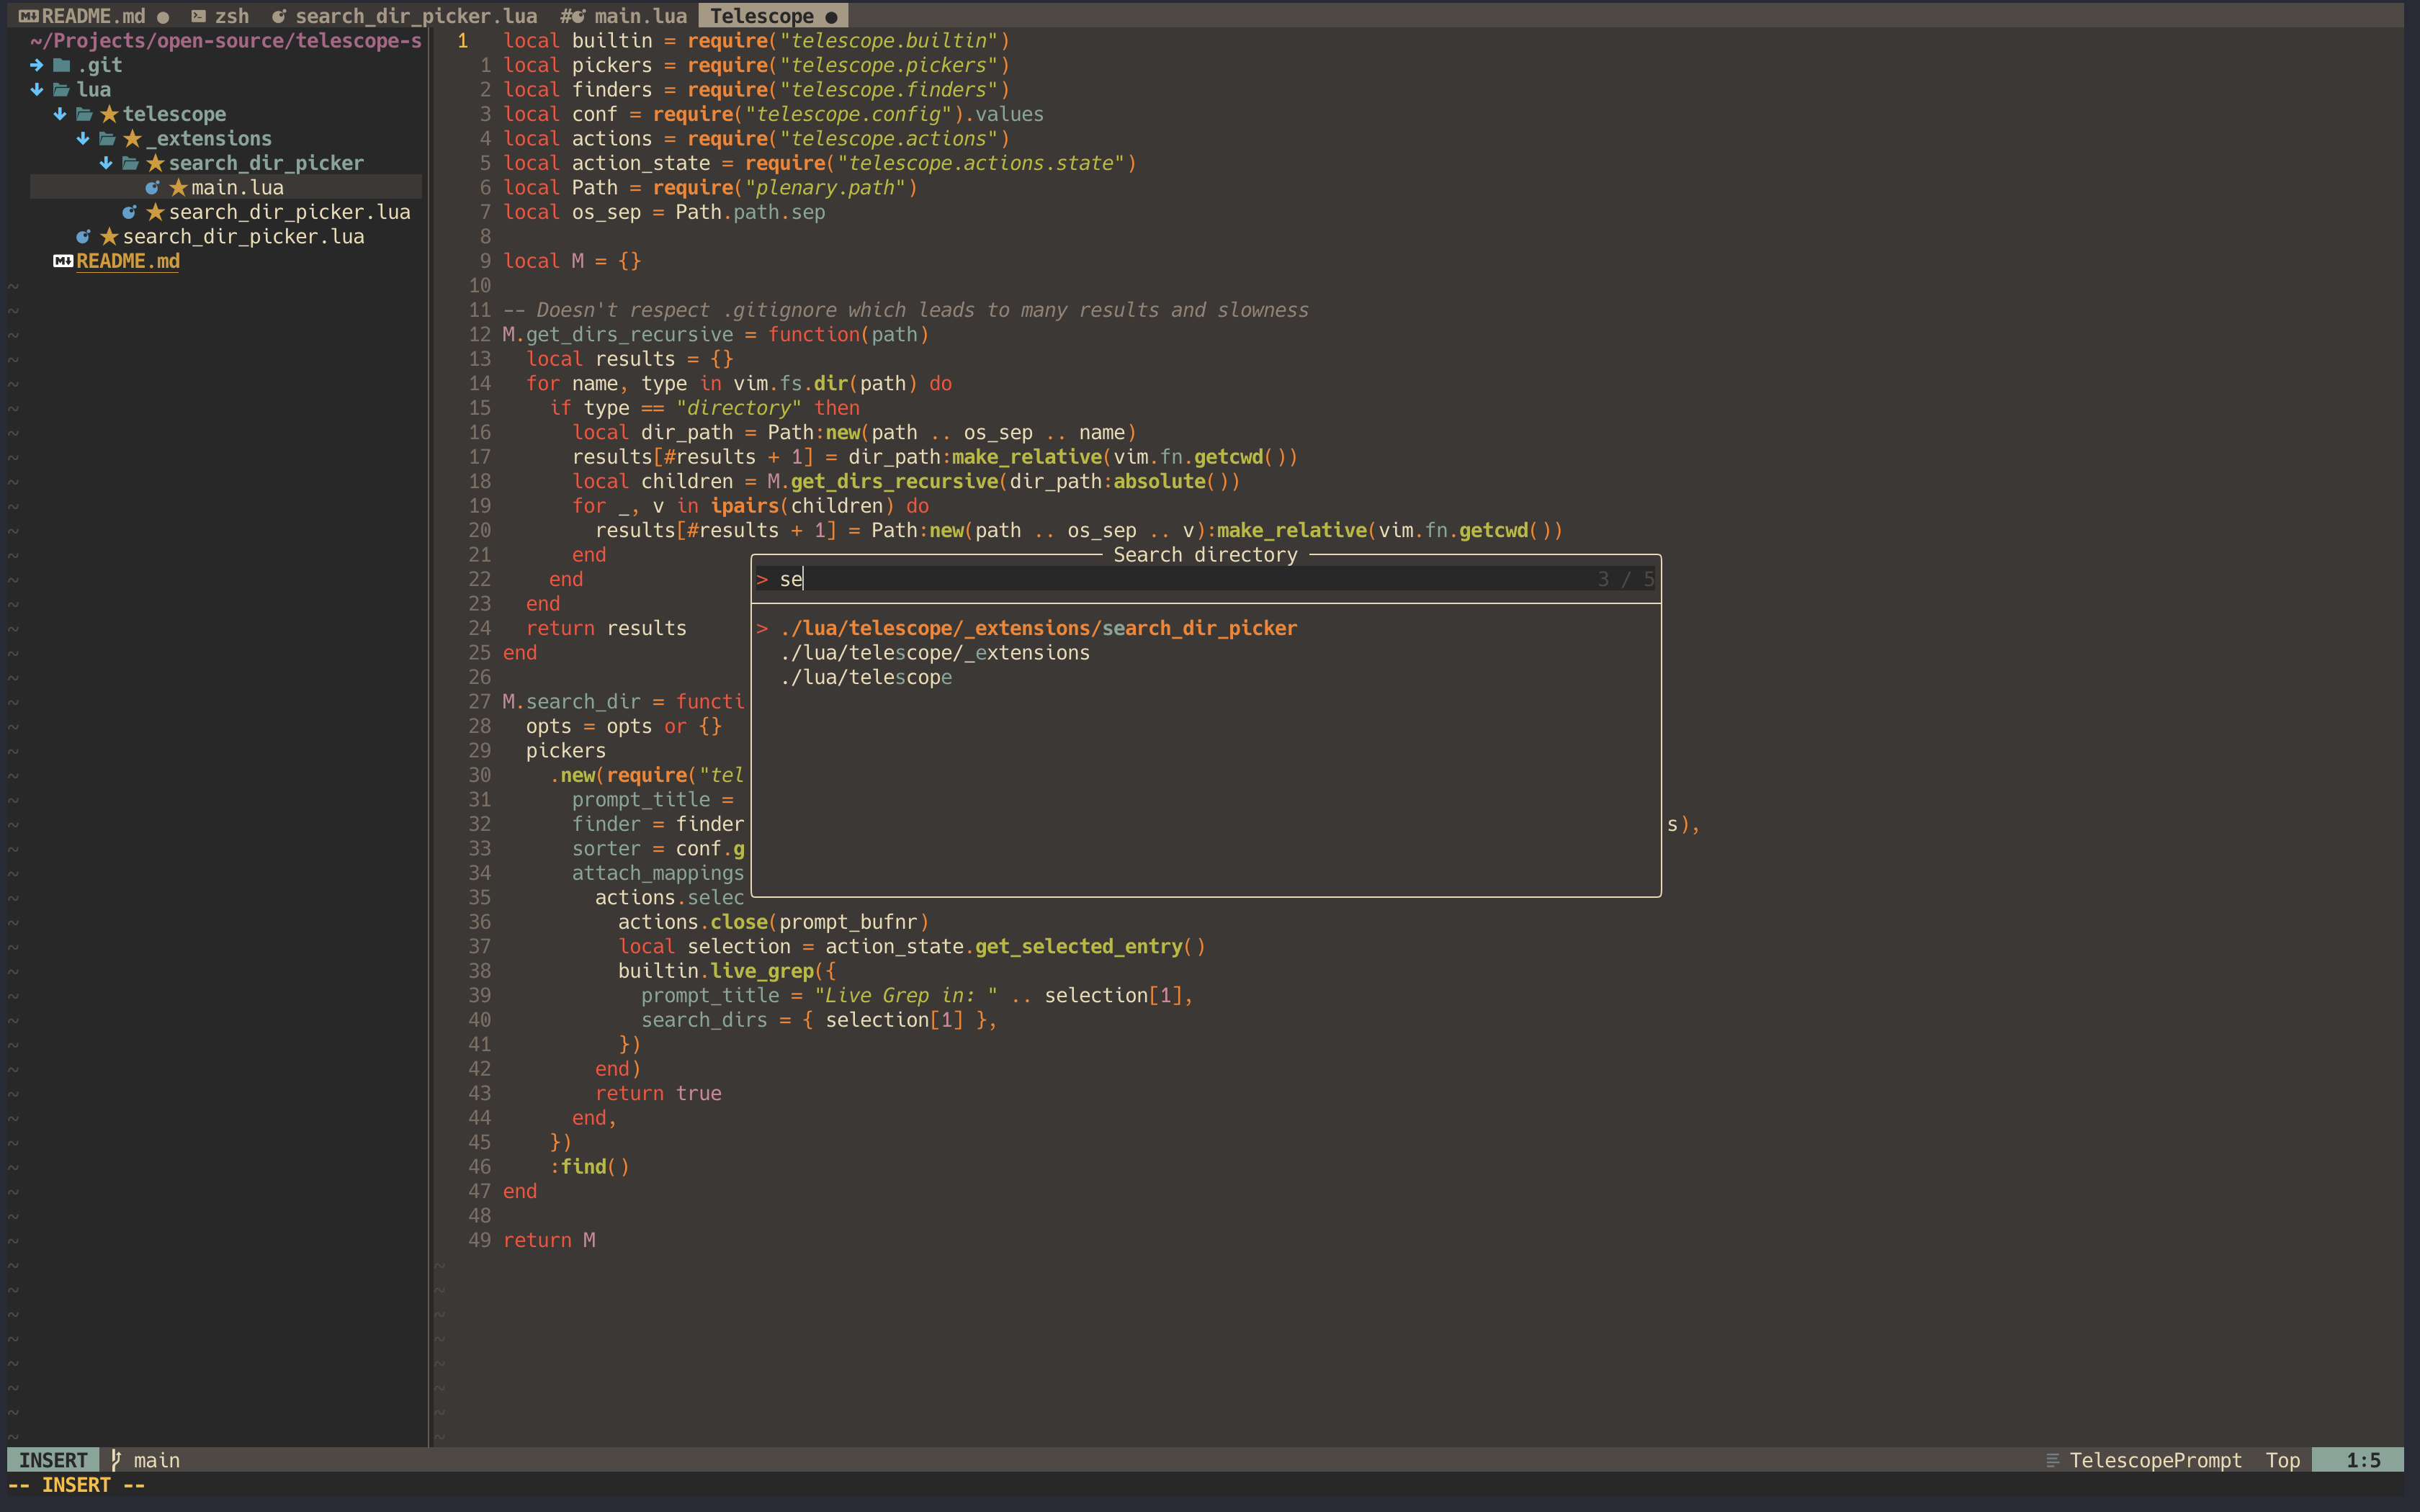 README.md ● zsh search_dir_picker.lua # main.lua Telescope ●
~/Projects/open-source/telescope-s
.git
lua
telescope
_extensions
search_dir_picker
main.lua
search_dir_picker.lua
search_dir_picker.lua
README.md
1 local builtin = require("telescope.builtin")
1 local pickers = require("telescope.pickers")
2 local finders = require("telescope.finders")
3 local conf = require("telescope.config").values
4 local actions = require("telescope.actions")
5 local action_state = require("telescope.actions.state")
6 local Path = require("plenary.path")
7 local os_sep = Path.path.sep
8
9 local M = {}
10
11 -- Doesn't respect .gitignore which leads to many results and slowness
12 M.get_dirs_recursive = function(path)
13 local results = {}
14 for name, type in vim.fs.dir(path) do
15 if type == "directory" then
16 local dir_path = Path:new(path .. os_sep .. name)
17 results[#results + 1] = dir_path:make_relative(vim.fn.getcwd())
18 local children = M.get_dirs_recursive(dir_path:absolute())
19 for _, v in ipairs(children) do
20 results[#results + 1] = Path:new(path .. os_sep .. v):make_relative(vim.fn.getcwd())
21 end
22 end
23 end
24 return results
25 end
26
27 M.search_dir = functi
28 opts = opts or {}
29 pickers
30 .new(require("tel
31 prompt_title =
32 finder = finder s),
33 sorter = conf.g
34 attach_mappings
35 actions.selec
36 actions.close(prompt_bufnr)
37 local selection = action_state.get_selected_entry()
38 builtin.live_grep({
39 prompt_title = "Live Grep in: " .. selection[1],
40 search_dirs = { selection[1] },
41 })
42 end)
43 return true
44 end,
45 })
46 :find()
47 end
48
49 return M
Search directory
> se 3 / 5
> ./lua/telescope/_extensions/search_dir_picker
./lua/telescope/_extensions
./lua/telescope
INSERT main TelescopePrompt Top 1:5
-- INSERT --